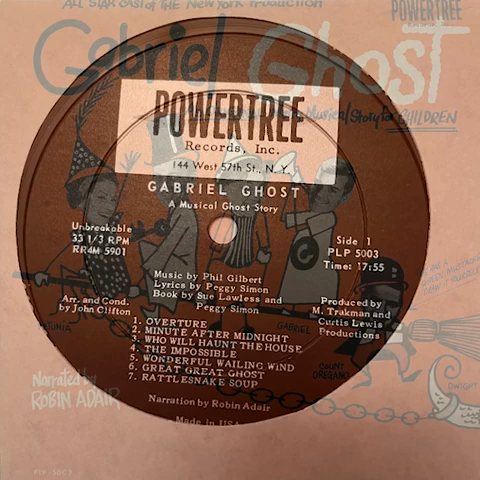 ALL STAR CAST OF THE NEW YORK PRODUCTION
POWERTREE
Gabriel Ghost
Musical Story for CHILDREN
POWERTREE
Records, Inc.
144 West 57th St., N. Y.
GABRIEL GHOST
A Musical Ghost Story
Unbreakable
33 1/3 RPM
RR4M 5901
Side 1
PLP 5003
Time: 17:55
Music by Phil Gilbert
Lyrics by Peggy Simon
Book by Sue Lawless and
Peggy Simon
Arr. and Cond.
by John Clifton
Produced by
M. Trakman and
Curtis Lewis
Productions
1. OVERTURE
2. MINUTE AFTER MIDNIGHT
3. WHO WILL HAUNT THE HOUSE
4. THE IMPOSSIBLE
5. WONDERFUL WAILING WIND
6. GREAT GREAT GHOST
7. RATTLESNAKE SOUP
Narration by Robin Adair
Made in USA
PETUNIA
GABRIEL
COUNT
OREGANO
DWIGHT
Narrated by
ROBIN ADAIR
PLP 5003